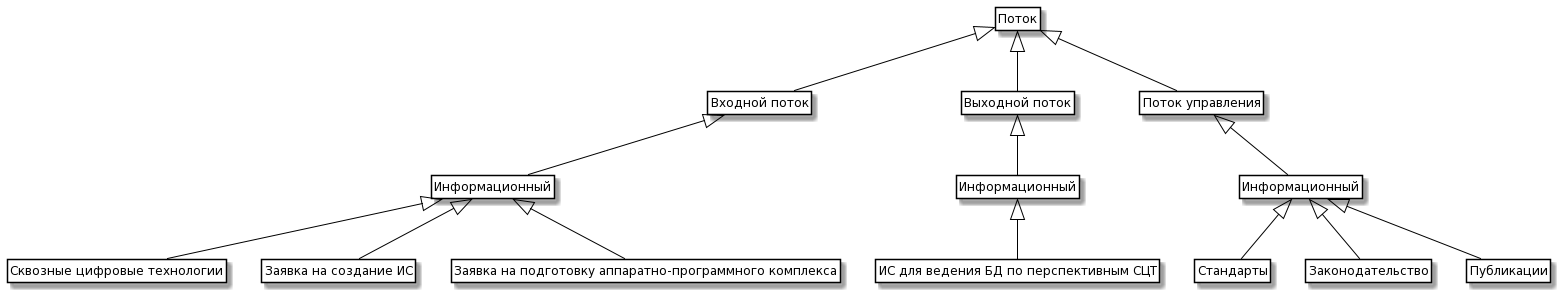 Поток
Входной поток
Выходной поток
Поток управления
Информационный
Информационный
Информационный
Сквозные цифровые технологии
Заявка на создание ИС
Заявка на подготовку аппаратно-программного комплекса
ИС для ведения БД по перспективным СЦТ
Стандарты
Законодательство
Публикации